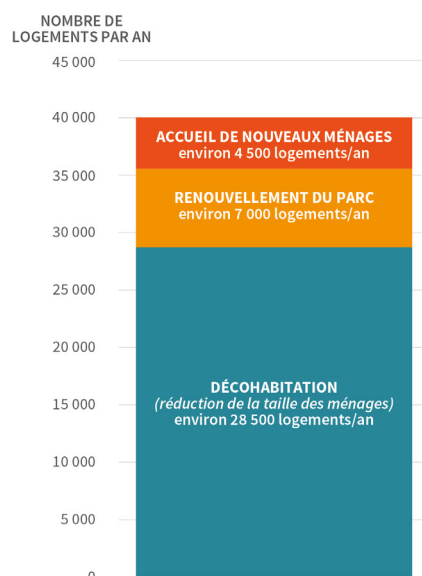 NOMBRE DE
LOGEMENTS PAR AN
45 000
40 000
ACCUEIL DE NOUVEAUX MÉNAGES
environ 4 500 logements/an
35 000
RENOUVELLEMENT DU PARC
environ 7 000 logements/an
30 000
25 000
20 000
DÉCOHABITATION
(réduction de la taille des ménages)
15 000
environ 28 500 logements/an
10 000
5 000
0